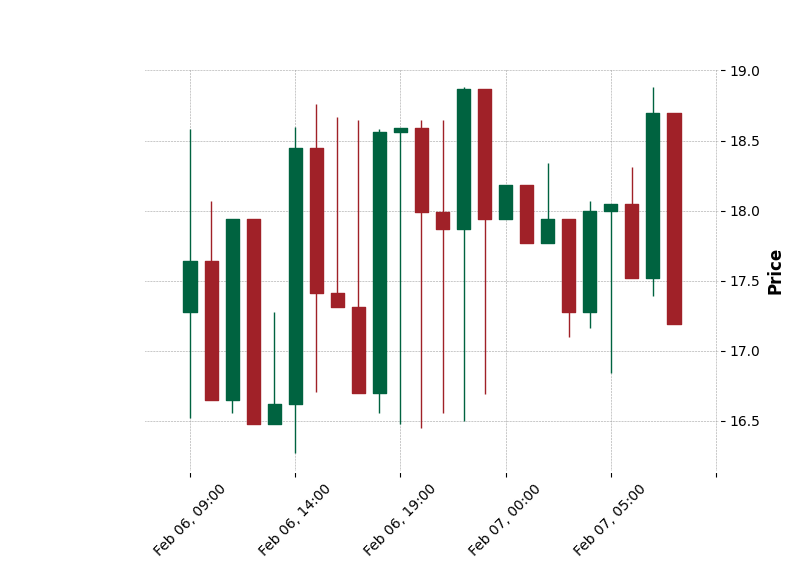 19.0
18.5
18.0
17.5
17.0
16.5
Price
Feb 06, 09:00
Feb 06, 14:00
Feb 06, 19:00
Feb 07, 00:00
Feb 07, 05:00